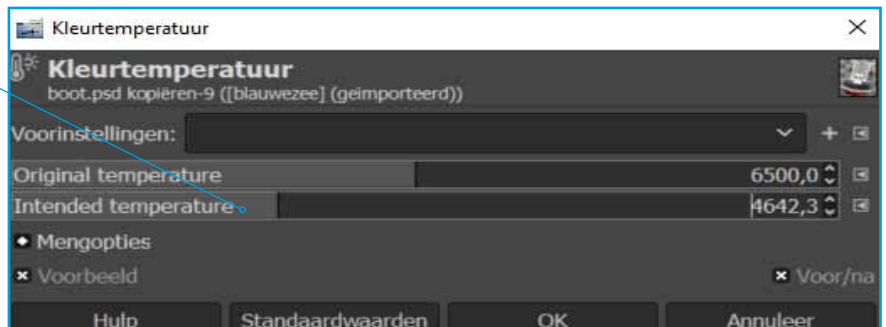 Kleurtemperatuur
Kleurtemperatuur
boot.psd kopiëren-9 ([blauwezee] (geïmporteerd))
Voorinstellingen:
Original temperature 6500,0
Intended temperature 4642,3
Mengopties
Voorbeeld Voor/na
Hulp Standaardwaarden OK Annuleer